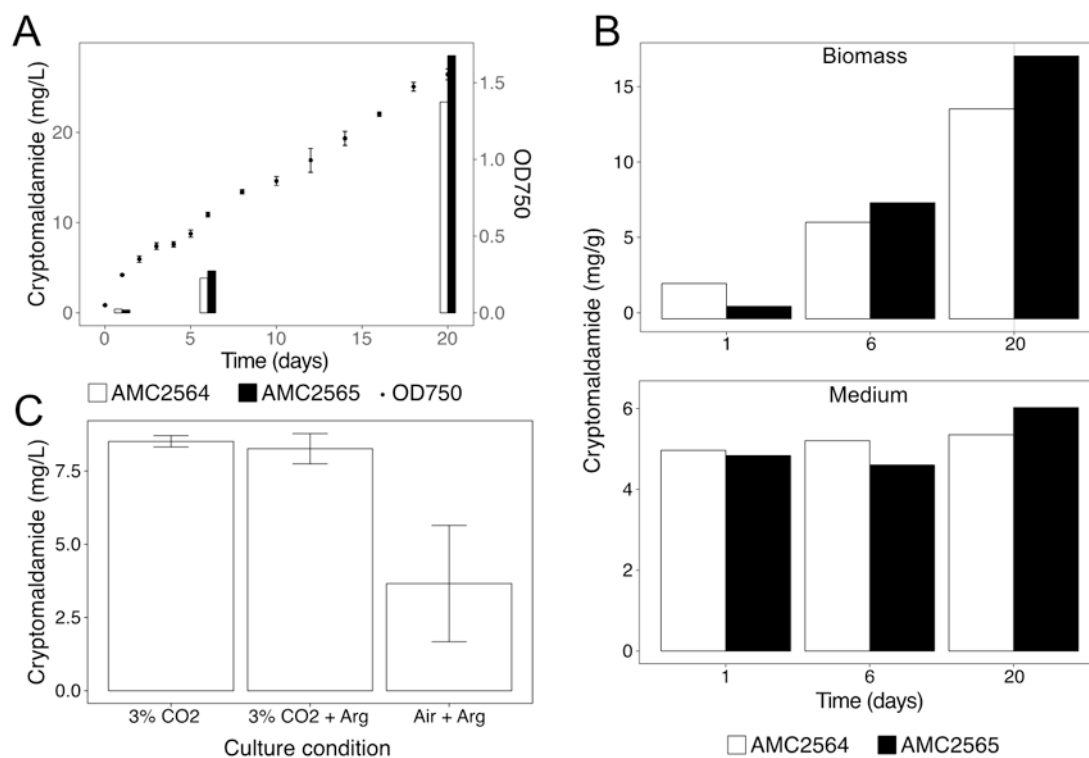 A
Cryptomaldamide (mg/L)
20
10
0
1.5
1.0
0.5
0.0
OD750
0 5 10 15 20
Time (days)
AMC2564 AMC2565 OD750
B
Cryptomaldamide (mg/g)
Biomass
15
10
5
0
1 6 20
Medium
6
4
2
0
1 6 20
Time (days)
AMC2564 AMC2565
C
Cryptomaldamide (mg/L)
7.5
5.0
2.5
0.0
3% CO2 3% CO2 + Arg Air + Arg
Culture condition